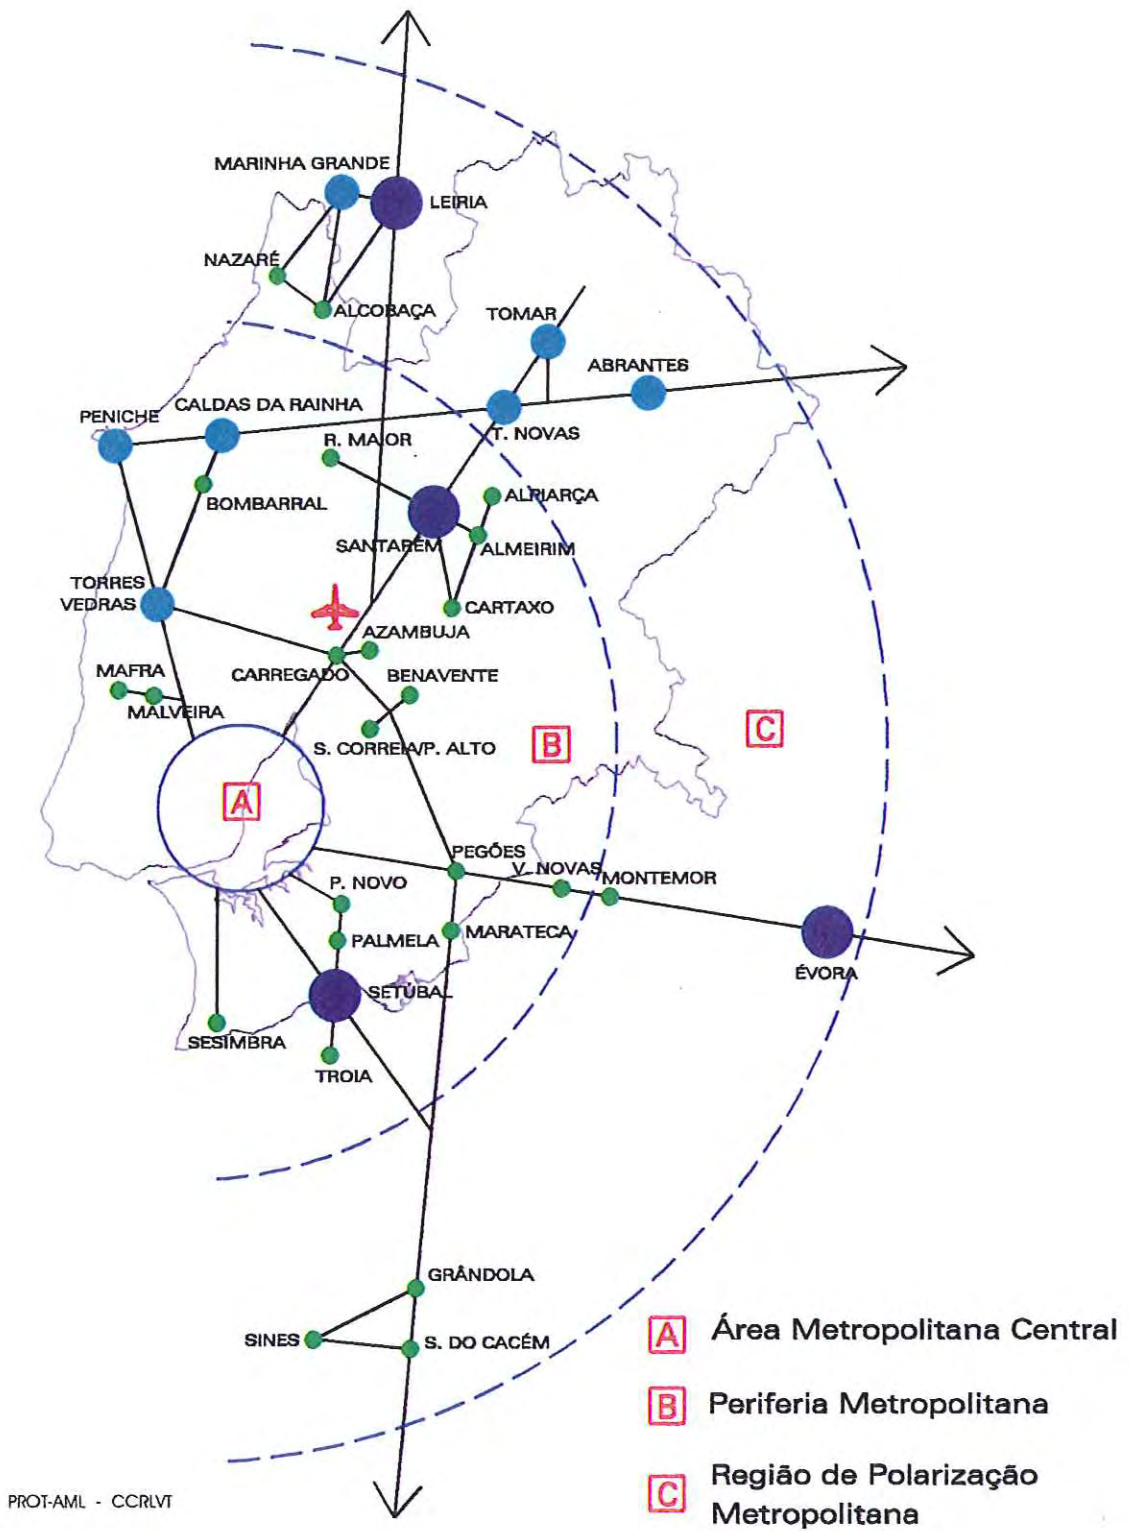 MARINHA GRANDE
LEIRIA
NAZARÉ
ALCOBAÇA
TOMAR
ABRANTES
PENICHE
CALDAS DA RAINHA
R. MAIOR
T. NOVAS
BOMBARRAL
ALPIARÇA
SANTARÉM
ALMEIRIM
TORRES
VEDRAS
CARTAXO
AZAMBUJA
CARREGADO
BENAVENTE
MAFRA
MALVEIRA
S. CORREIA/P. ALTO
B
C
A
PEGÕES
V. NOVAS
MONTEMOR
P. NOVO
MARATECA
PALMELA
ÉVORA
SETÚBAL
SESIMBRA
TROIA
GRÂNDOLA
SINES
S. DO CACÉM
A Área Metropolitana Central
B Periferia Metropolitana
C Região de Polarização
Metropolitana
PROT-AML - CCRLVT